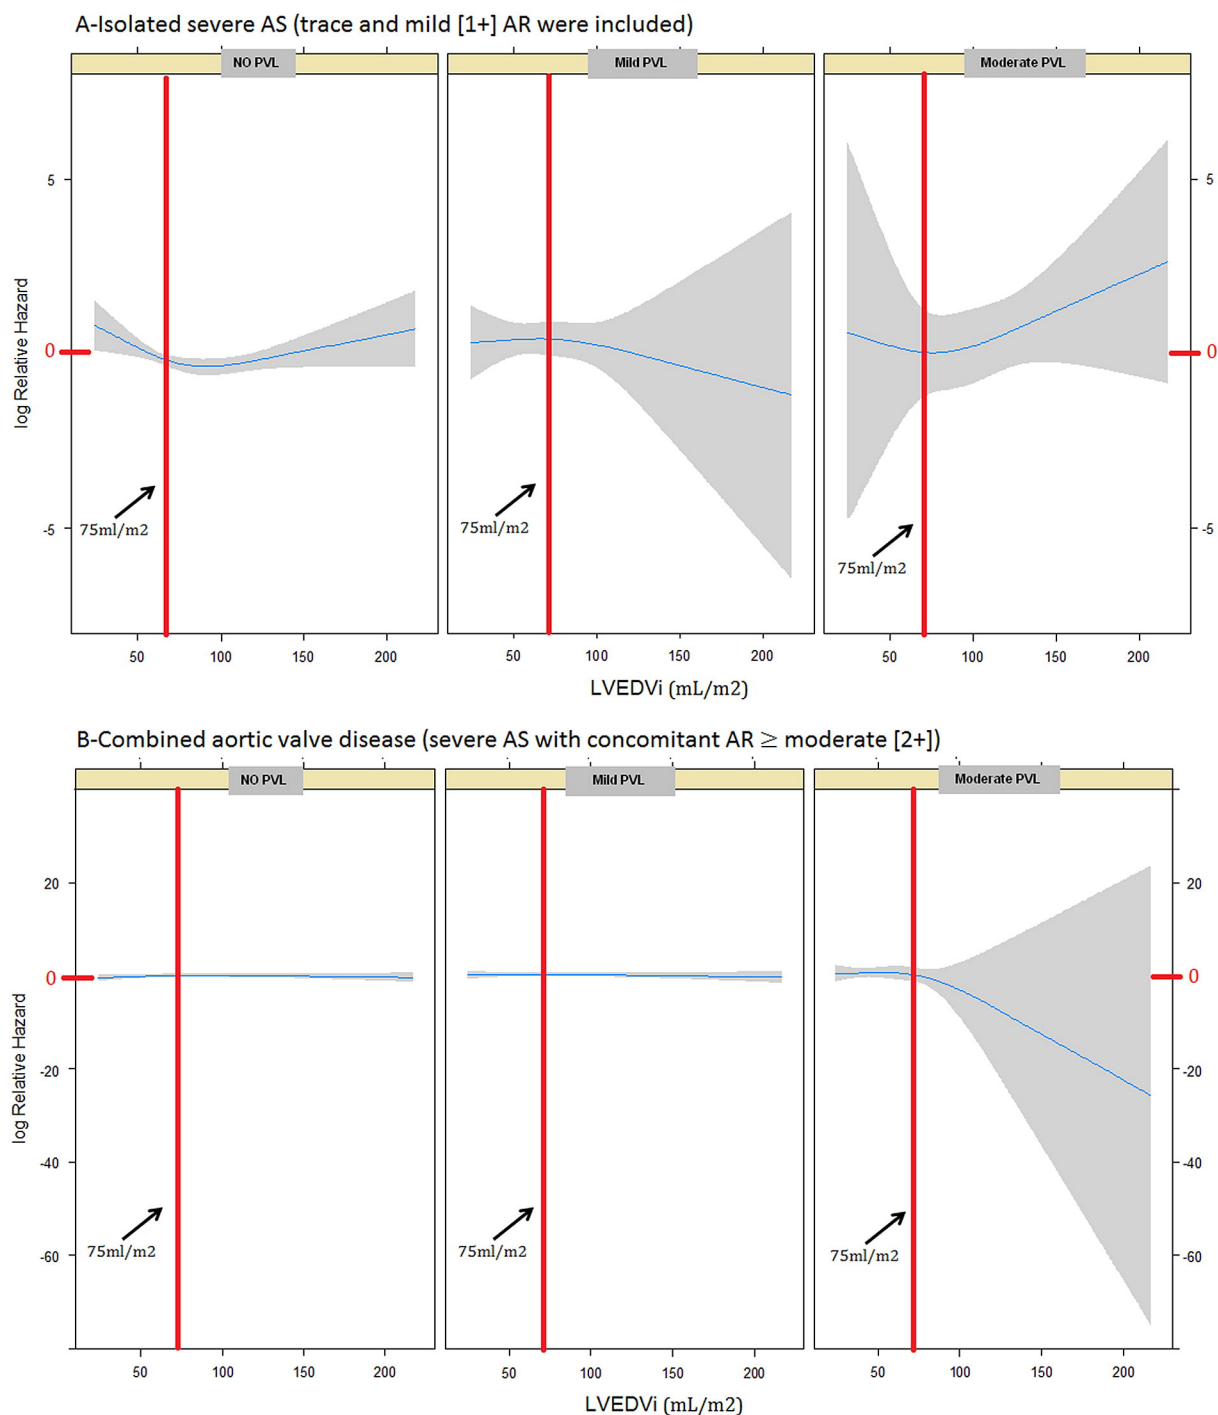 A-Isolated severe AS (trace and mild [1+] AR were included)
NO PVL Mild PVL Moderate PVL
5 5
0 0
log Relative Hazard
75ml/m2 75ml/m2 75ml/m2
-5 -5
50 100 150 200 50 100 150 200 50 100 150 200
LVEDVi (mL/m2)
B-Combined aortic valve disease (severe AS with concomitant AR ≥ moderate [2+])
NO PVL Mild PVL Moderate PVL
20 20
0 0
log Relative Hazard
-20 -20
-40 -40
75ml/m2 75ml/m2 75ml/m2
-60 -60
50 100 150 200 50 100 150 200 50 100 150 200
LVEDVi (mL/m2)